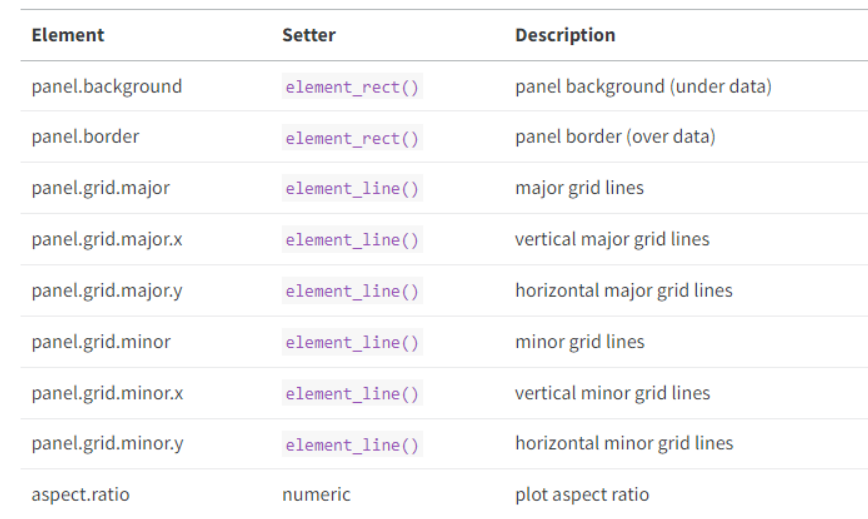 Element Setter Description
panel.background element_rect() panel background (under data)
panel.border element_rect() panel border (over data)
panel.grid.major element_line() major grid lines
panel.grid.major.x element_line() vertical major grid lines
panel.grid.major.y element_line() horizontal major grid lines
panel.grid.minor element_line() minor grid lines
panel.grid.minor.x element_line() vertical minor grid lines
panel.grid.minor.y element_line() horizontal minor grid lines
aspect.ratio numeric plot aspect ratio